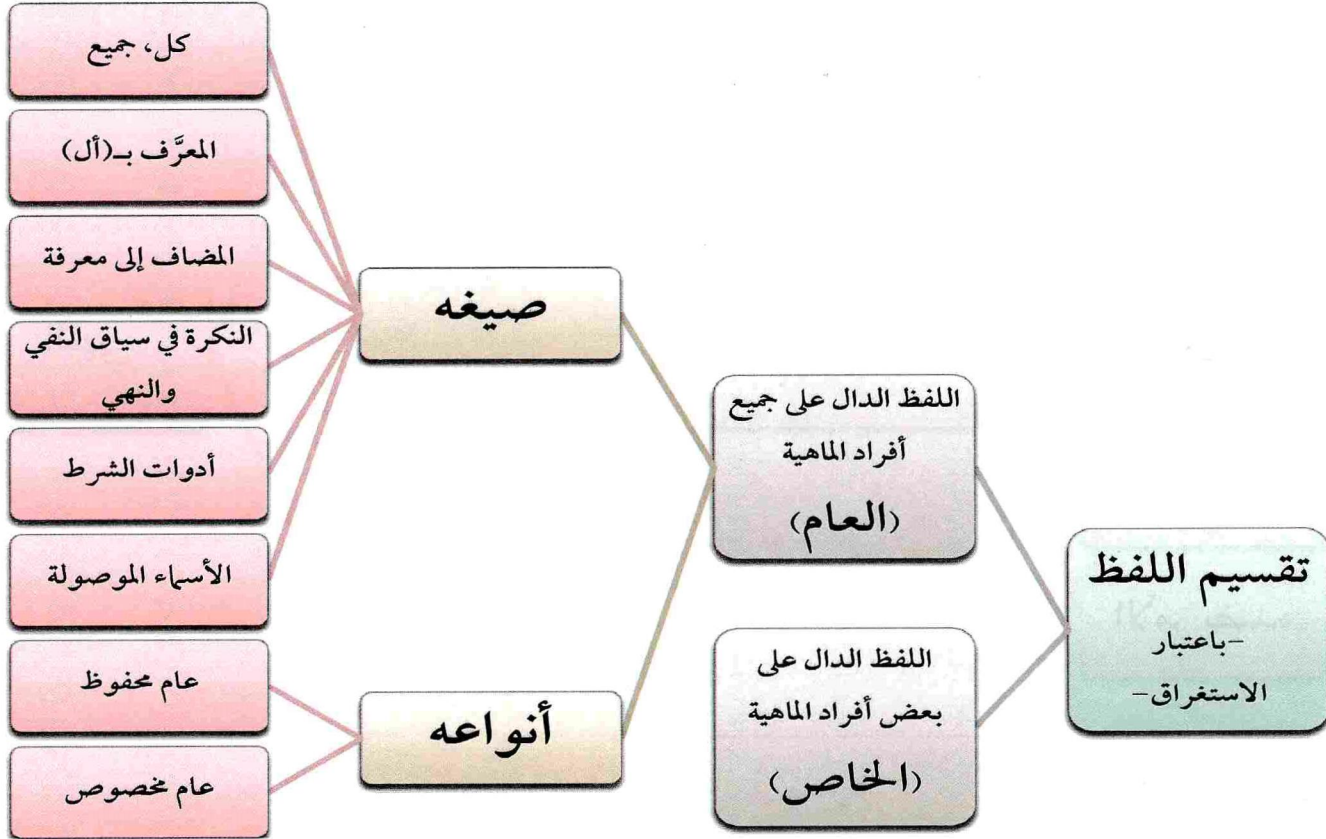 تقسيم اللفظ
-باعتبار
الاستغراق-
اللفظ الدال على جميع
أفراد الماهية
(العام)
صيغه
كل، جميع
المعرَّف بـ(أل)
المضاف إلى معرفة
النكرة في سياق النفي
والنهي
أدوات الشرط
الأسماء الموصولة
أنواعه
عام محفوظ
عام مخصوص
اللفظ الدال على
بعض أفراد الماهية
(الخاص)